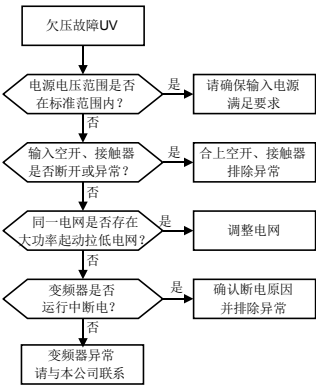 欠压故障UV
电源电压范围是否
在标准范围内？
是
请确保输入电源
满足要求
否
输入空开、接触器
是否断开或异常？
是
合上空开、接触器
排除异常
否
同一电网是否存在
大功率起动拉低电网？
是
调整电网
否
变频器是否
运行中断电？
是
确认断电原因
并排除异常
否
变频器异常
请与本公司联系